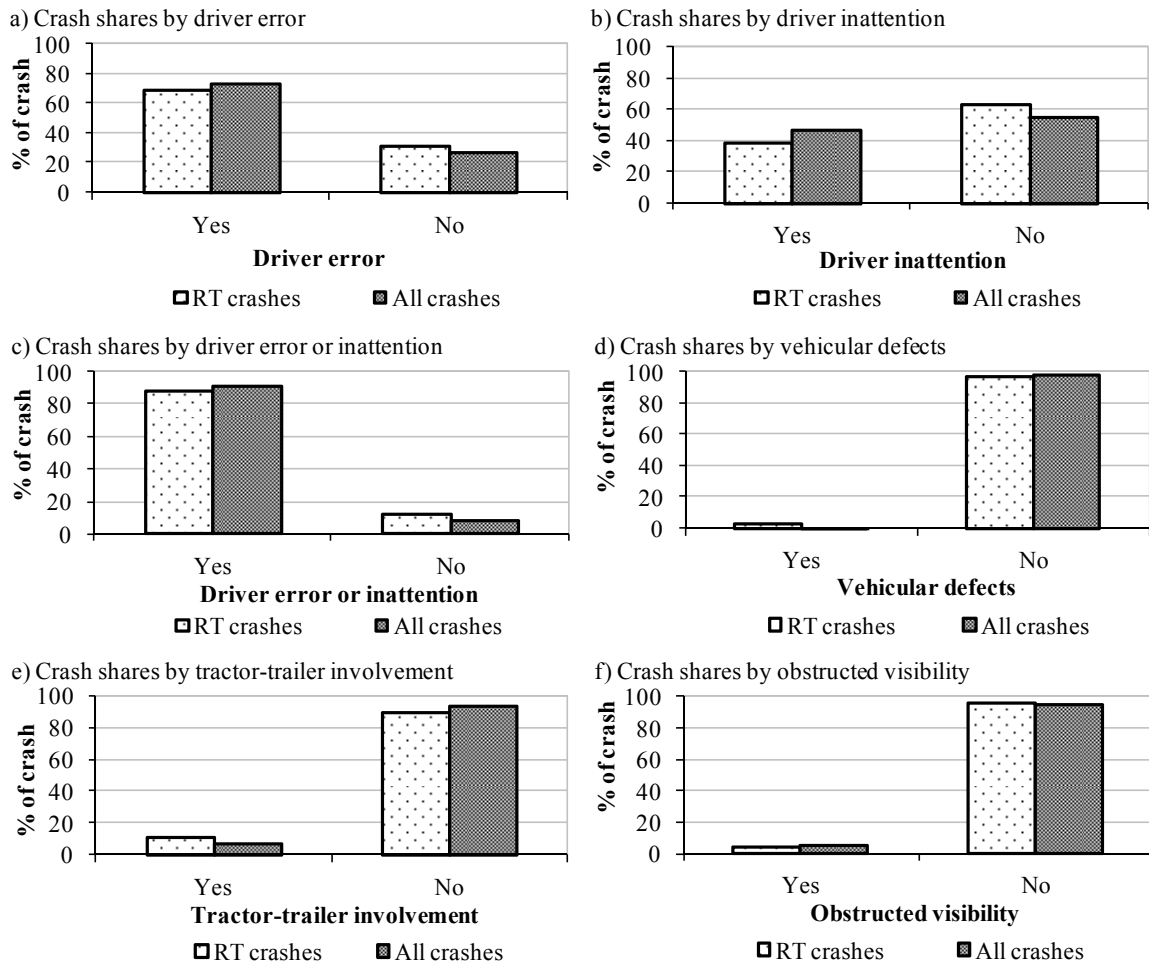 a) Crash shares by driver error
% of crash
100
80
60
40
20
0
Yes No
Driver error
RT crashes All crashes
b) Crash shares by driver inattention
% of crash
100
80
60
40
20
0
Yes No
Driver inattention
RT crashes All crashes
c) Crash shares by driver error or inattention
% of crash
100
80
60
40
20
0
Yes No
Driver error or inattention
RT crashes All crashes
d) Crash shares by vehicular defects
% of crash
100
80
60
40
20
0
Yes No
Vehicular defects
RT crashes All crashes
e) Crash shares by tractor-trailer involvement
% of crash
100
80
60
40
20
0
Yes No
Tractor-trailer involvement
RT crashes All crashes
f) Crash shares by obstructed visibility
% of crash
100
80
60
40
20
0
Yes No
Obstructed visibility
RT crashes All crashes